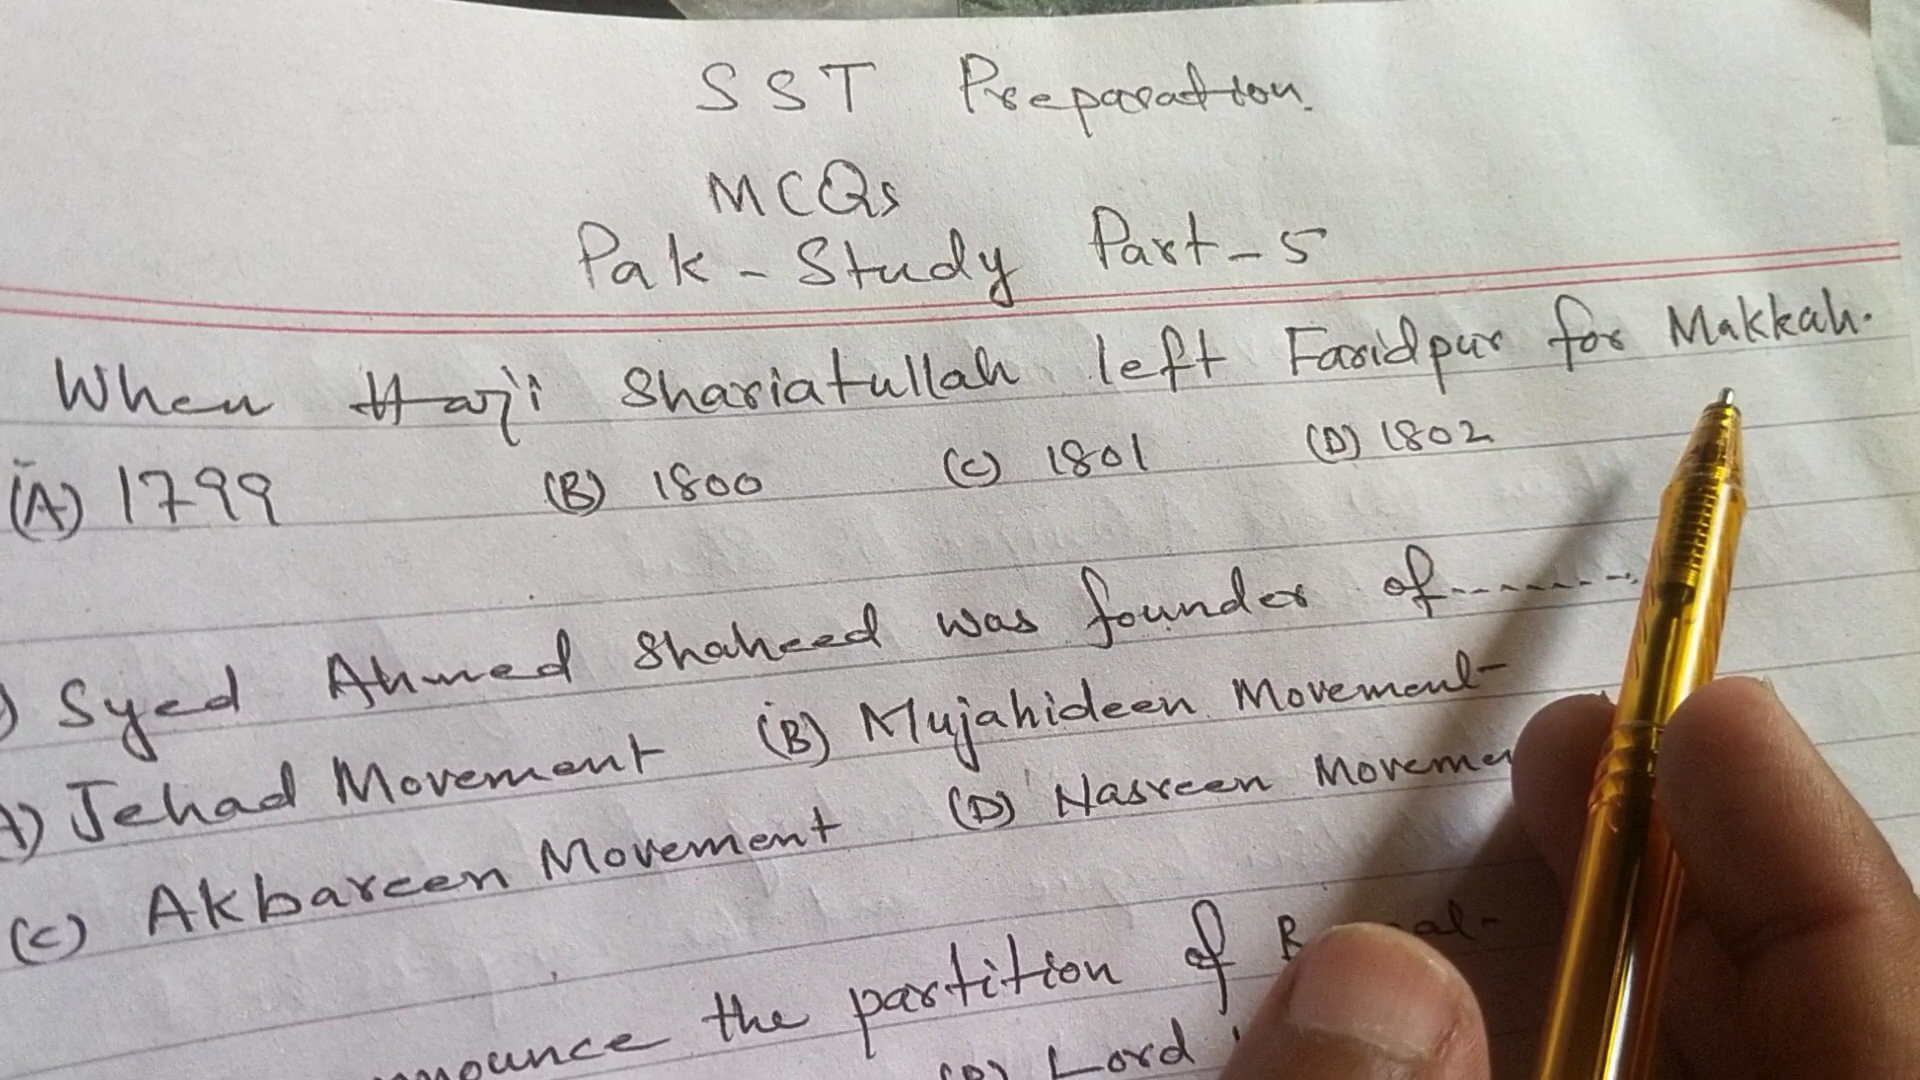 SST Preparation.
MCQs
Pak-Study Part-5
When Haji Shariatullah left Faridpur for Makkah.
(A) 1799 (B) 1800 (C) 1801 (D) 1802
) Syed Ahmed Shaheed was founder of.......
A) Jehad Movement (B) Mujahideen Movement
(C) Akbareen Movement (D) Nasreen Moveme
the partition of
Lord